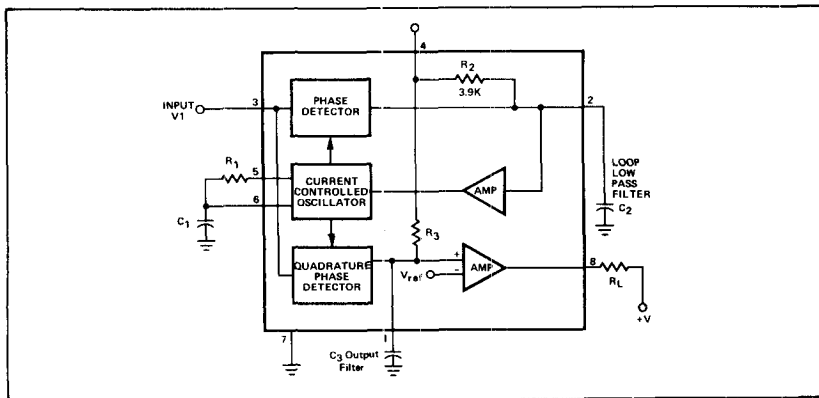 4
R2
3.9K
INPUT
V1
3
PHASE
DETECTOR
2
R1
5
6
C1
CURRENT
CONTROLLED
OSCILLATOR
AMP
LOOP
LOW
PASS
FILTER
C2
R3
QUADRATURE
PHASE
DETECTOR
Vref
+
-
AMP
8
RL
+V
7
1
C3 Output
Filter